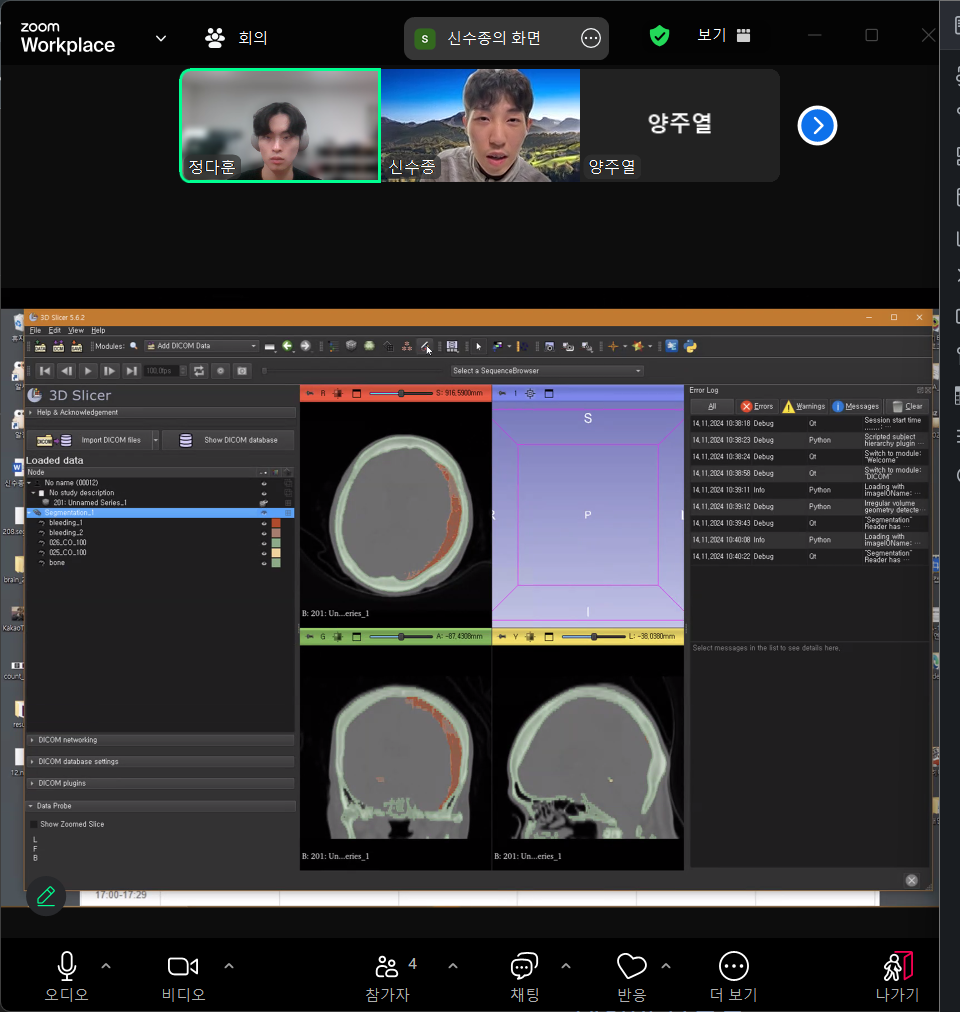 zoom
Workplace
회의
S 신수종의 화면
보기
정다훈
신수종
양주열
양주열
3D Slicer 5.6.2
File Edit View Help
Modules: Add DICOM Data
100.0fps
Select a SequenceBrowser
3D Slicer
Help & Acknowledgement
Import DICOM files
Show DICOM database
Loaded data
Node
No name (00012)
No study description
201: Unnamed Series_1
Segmentation_1
bleeding_1
bleeding_2
026_CO_100
025_CO_100
bone
DICOM networking
DICOM database settings
DICOM plugins
Data Probe
Show Zoomed Slice
L
F
B
R S: 916.5900mm
B: 201: Un...eries_1
1
S
R P L
I
G A: -87.4308mm
B: 201: Un...eries_1
Y L: -38.0380mm
B: 201: Un...eries_1
Error Log
All Errors Warnings Messages Clear
14.11.2024 10:38:18 Debug Qt Session start time
14.11.2024 10:38:23 Debug Python Scripted subject hierarchy plugin ...
14.11.2024 10:38:24 Debug Qt Switch to module: "Welcome"
14.11.2024 10:38:58 Debug Qt Switch to module: "DICOM"
14.11.2024 10:39:11 Info Python Loading with imageIOName: ...
14.11.2024 10:39:12 Info Python Irregular volume geometry detecte...
14.11.2024 10:39:43 Debug Qt "Segmentation" Reader has ...
14.11.2024 10:40:08 Info Python Loading with imageIOName: ...
14.11.2024 10:40:22 Debug Qt "Segmentation" Reader has ...
Select messages in the list to see details here.
17:00-17:29
오디오
비디오
참가자
4
채팅
반응
더 보기
나가기